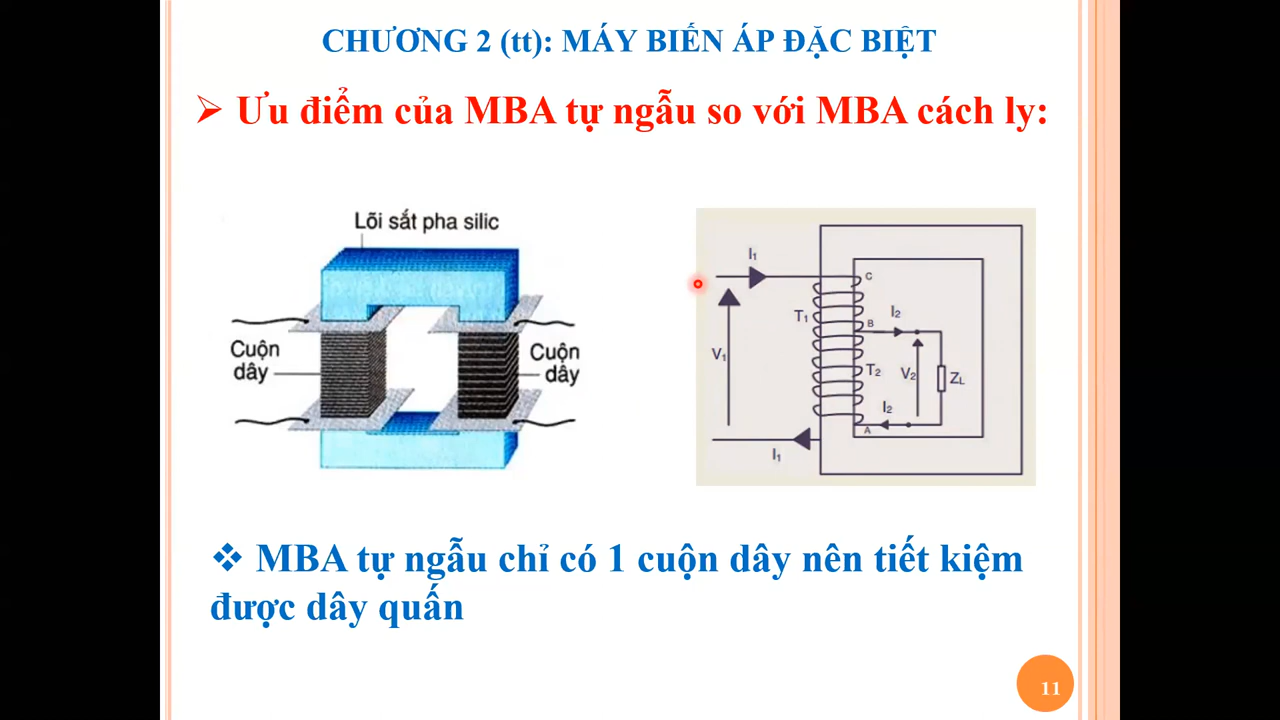 CHƯƠNG 2 (tt): MÁY BIẾN ÁP ĐẶC BIỆT
➢ Ưu điểm của MBA tự ngẫu so với MBA cách ly:
Lõi sắt pha silic
Cuộn
dây
Cuộn
dây
I₁
C
T₁
B
I₂
V₁
T₂
V₂
ZL
I₂
A
I₁
❖ MBA tự ngẫu chỉ có 1 cuộn dây nên tiết kiệm
được dây quấn
11